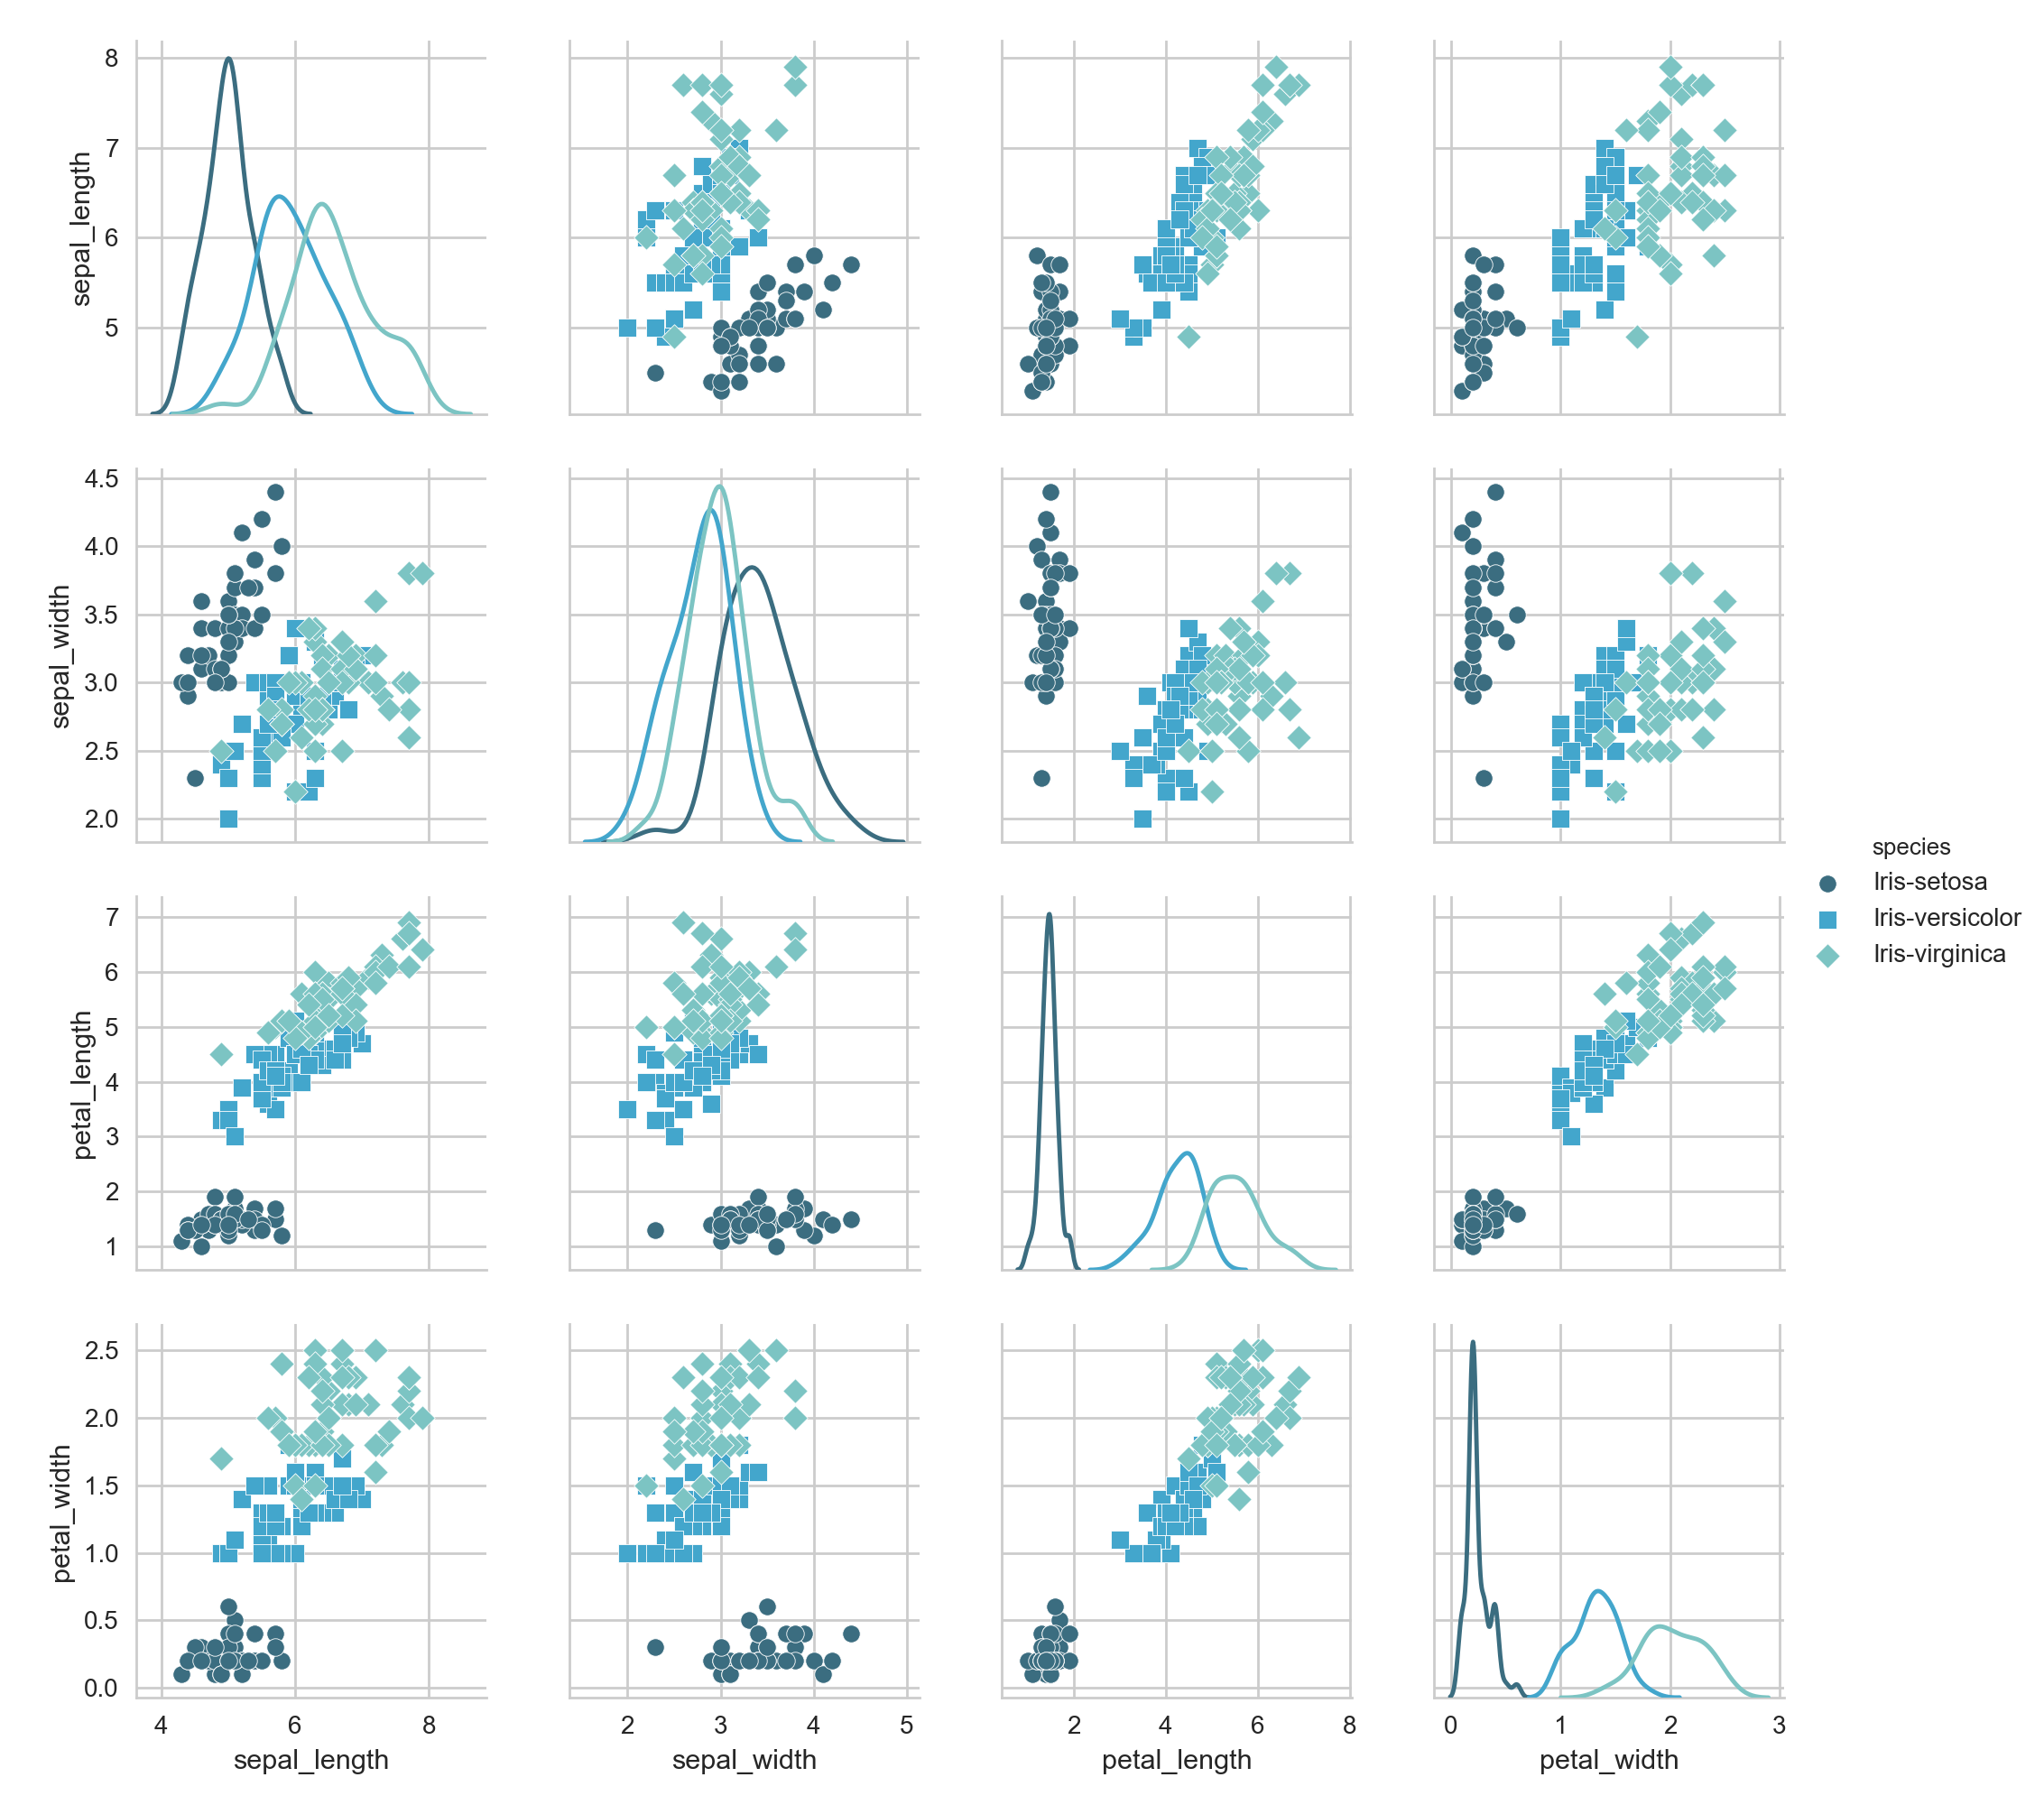 8
7
6
5
sepal_length
4.5
4.0
3.5
3.0
2.5
2.0
sepal_width
species
Iris-setosa
Iris-versicolor
Iris-virginica
7
6
5
4
3
2
1
petal_length
2.5
2.0
1.5
1.0
0.5
0.0
petal_width
4 6 8
2 3 4 5
2 4 6 8
0 1 2 3
sepal_length
sepal_width
petal_length
petal_width